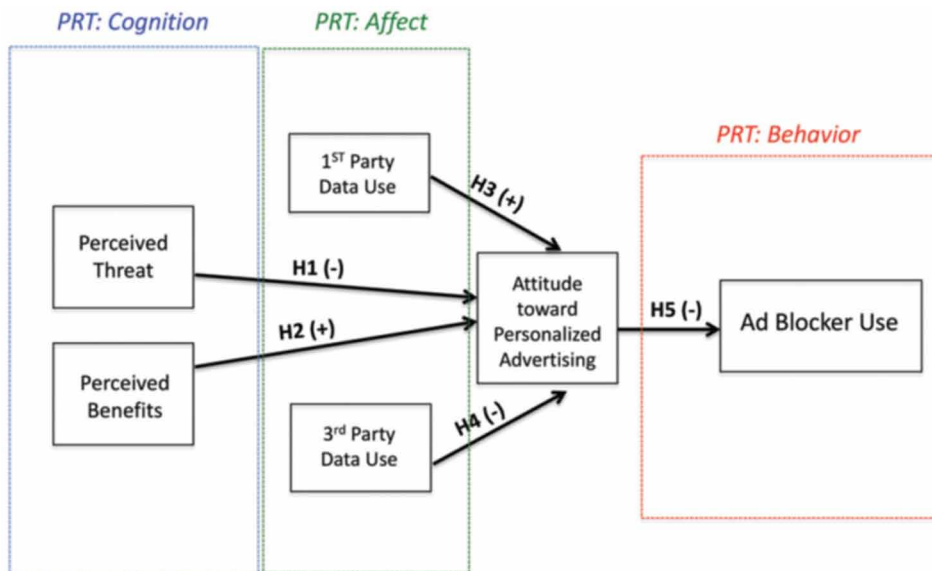 PRT: Cognition
PRT: Affect
PRT: Behavior
1ST Party
Data Use
H3 (+)
Perceived
Threat
H1 (-)
Attitude
toward
Personalized
Advertising
H5 (-)
Ad Blocker Use
H2 (+)
Perceived
Benefits
3rd Party
Data Use
H4 (-)